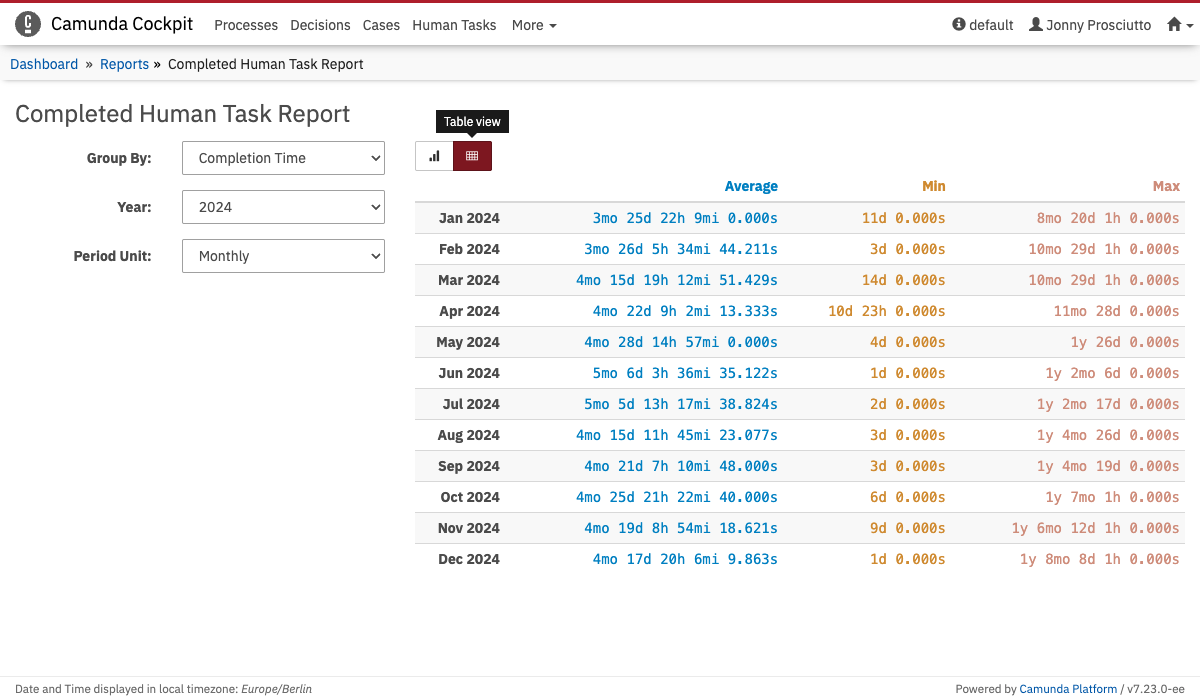 Camunda Cockpit Processes Decisions Cases Human Tasks More default Jonny Prosciutto
Dashboard » Reports » Completed Human Task Report
Completed Human Task Report
Table view
Group By: Completion Time
Year: 2024
Period Unit: Monthly
Average Min Max
Jan 2024 3mo 25d 22h 9mi 0.000s 11d 0.000s 8mo 20d 1h 0.000s
Feb 2024 3mo 26d 5h 34mi 44.211s 3d 0.000s 10mo 29d 1h 0.000s
Mar 2024 4mo 15d 19h 12mi 51.429s 14d 0.000s 10mo 29d 1h 0.000s
Apr 2024 4mo 22d 9h 2mi 13.333s 10d 23h 0.000s 11mo 28d 0.000s
May 2024 4mo 28d 14h 57mi 0.000s 4d 0.000s 1y 26d 0.000s
Jun 2024 5mo 6d 3h 36mi 35.122s 1d 0.000s 1y 2mo 6d 0.000s
Jul 2024 5mo 5d 13h 17mi 38.824s 2d 0.000s 1y 2mo 17d 0.000s
Aug 2024 4mo 15d 11h 45mi 23.077s 3d 0.000s 1y 4mo 26d 0.000s
Sep 2024 4mo 21d 7h 10mi 48.000s 3d 0.000s 1y 4mo 19d 0.000s
Oct 2024 4mo 25d 21h 22mi 40.000s 6d 0.000s 1y 7mo 1h 0.000s
Nov 2024 4mo 19d 8h 54mi 18.621s 9d 0.000s 1y 6mo 12d 1h 0.000s
Dec 2024 4mo 17d 20h 6mi 9.863s 1d 0.000s 1y 8mo 8d 1h 0.000s
Date and Time displayed in local timezone: Europe/Berlin Powered by Camunda Platform / v7.23.0-ee